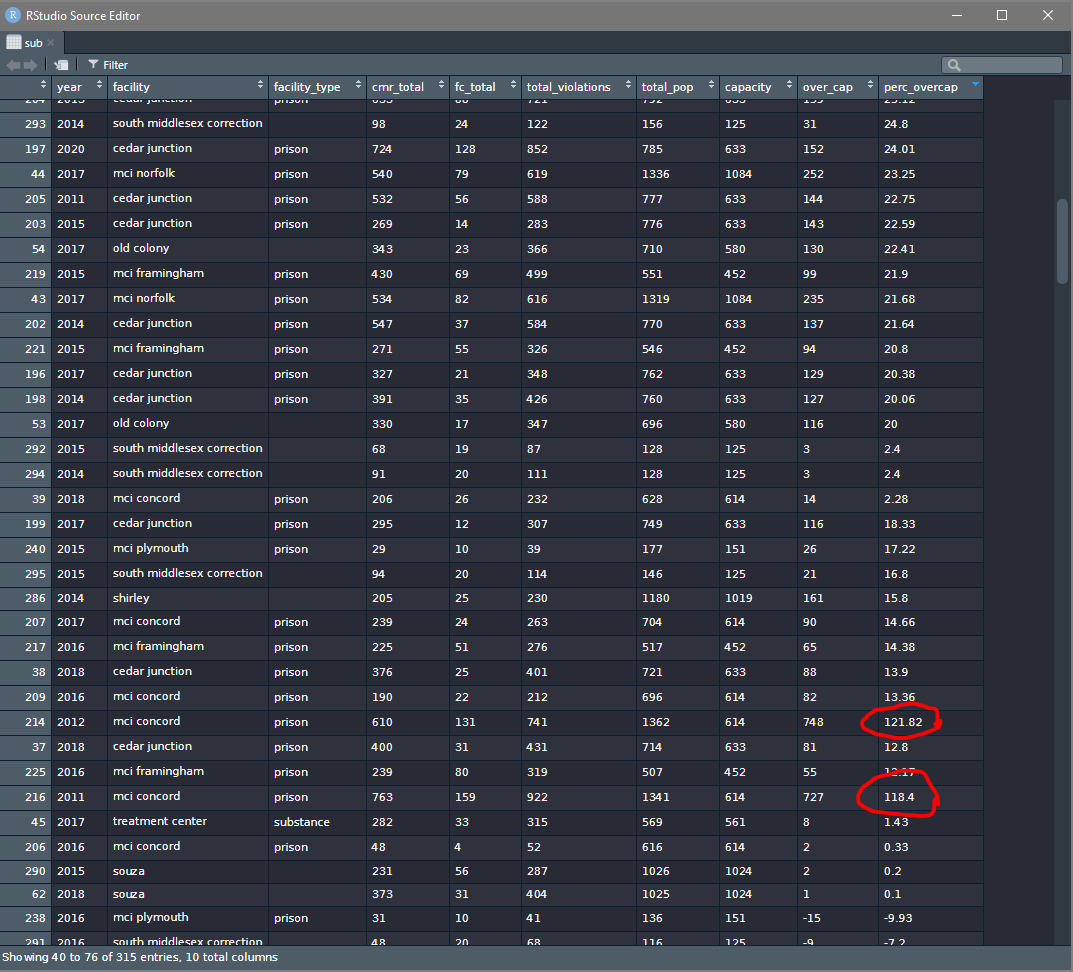 RStudio Source Editor
sub
Filter
year facility facility_type cmr_total fc_total total_violations total_pop capacity over_cap perc_overcap
204 2013 cedar junction prison 633 721 792 633 159 25.12
293 2014 south middlesex correction 98 24 122 156 125 31 24.8
197 2020 cedar junction prison 724 128 852 785 633 152 24.01
44 2017 mci norfolk prison 540 79 619 1336 1084 252 23.25
205 2011 cedar junction prison 532 56 588 777 633 144 22.75
203 2015 cedar junction prison 269 14 283 776 633 143 22.59
54 2017 old colony 343 23 366 710 580 130 22.41
219 2015 mci framingham prison 430 69 499 551 452 99 21.9
43 2017 mci norfolk prison 534 82 616 1319 1084 235 21.68
202 2014 cedar junction prison 547 37 584 770 633 137 21.64
221 2015 mci framingham prison 271 55 326 546 452 94 20.8
196 2017 cedar junction prison 327 21 348 762 633 129 20.38
198 2014 cedar junction prison 391 35 426 760 633 127 20.06
53 2017 old colony 330 17 347 696 580 116 20
292 2015 south middlesex correction 68 19 87 128 125 3 2.4
294 2014 south middlesex correction 91 20 111 128 125 3 2.4
39 2018 mci concord prison 206 26 232 628 614 14 2.28
199 2017 cedar junction prison 295 12 307 749 633 116 18.33
240 2015 mci plymouth prison 29 10 39 177 151 26 17.22
295 2015 south middlesex correction 94 20 114 146 125 21 16.8
286 2014 shirley 205 25 230 1180 1019 161 15.8
207 2017 mci concord prison 239 24 263 704 614 90 14.66
217 2016 mci framingham prison 225 51 276 517 452 65 14.38
38 2018 cedar junction prison 376 25 401 721 633 88 13.9
209 2016 mci concord prison 190 22 212 696 614 82 13.36
214 2012 mci concord prison 610 131 741 1362 614 748 121.82
37 2018 cedar junction prison 400 31 431 714 633 81 12.8
225 2016 mci framingham prison 239 80 319 507 452 55 12.17
216 2011 mci concord prison 763 159 922 1341 614 727 118.4
45 2017 treatment center substance 282 33 315 569 561 8 1.43
206 2016 mci concord prison 48 4 52 616 614 2 0.33
290 2015 souza 231 56 287 1026 1024 2 0.2
62 2018 souza 373 31 404 1025 1024 1 0.1
238 2016 mci plymouth prison 31 10 41 136 151 -15 -9.93
291 2016 south middlesex correction 48 20 68 116 125 -9 -7.2
Showing 40 to 76 of 315 entries, 10 total columns